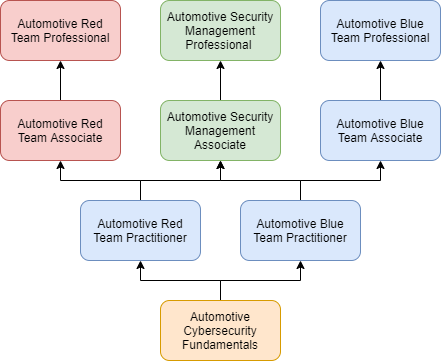 Automotive Red
Team Professional
Automotive Security
Management
Professional
Automotive Blue
Team Professional
Automotive Red
Team Associate
Automotive Security
Management
Associate
Automotive Blue
Team Associate
Automotive Red
Team Practitioner
Automotive Blue
Team Practitioner
Automotive
Cybersecurity
Fundamentals